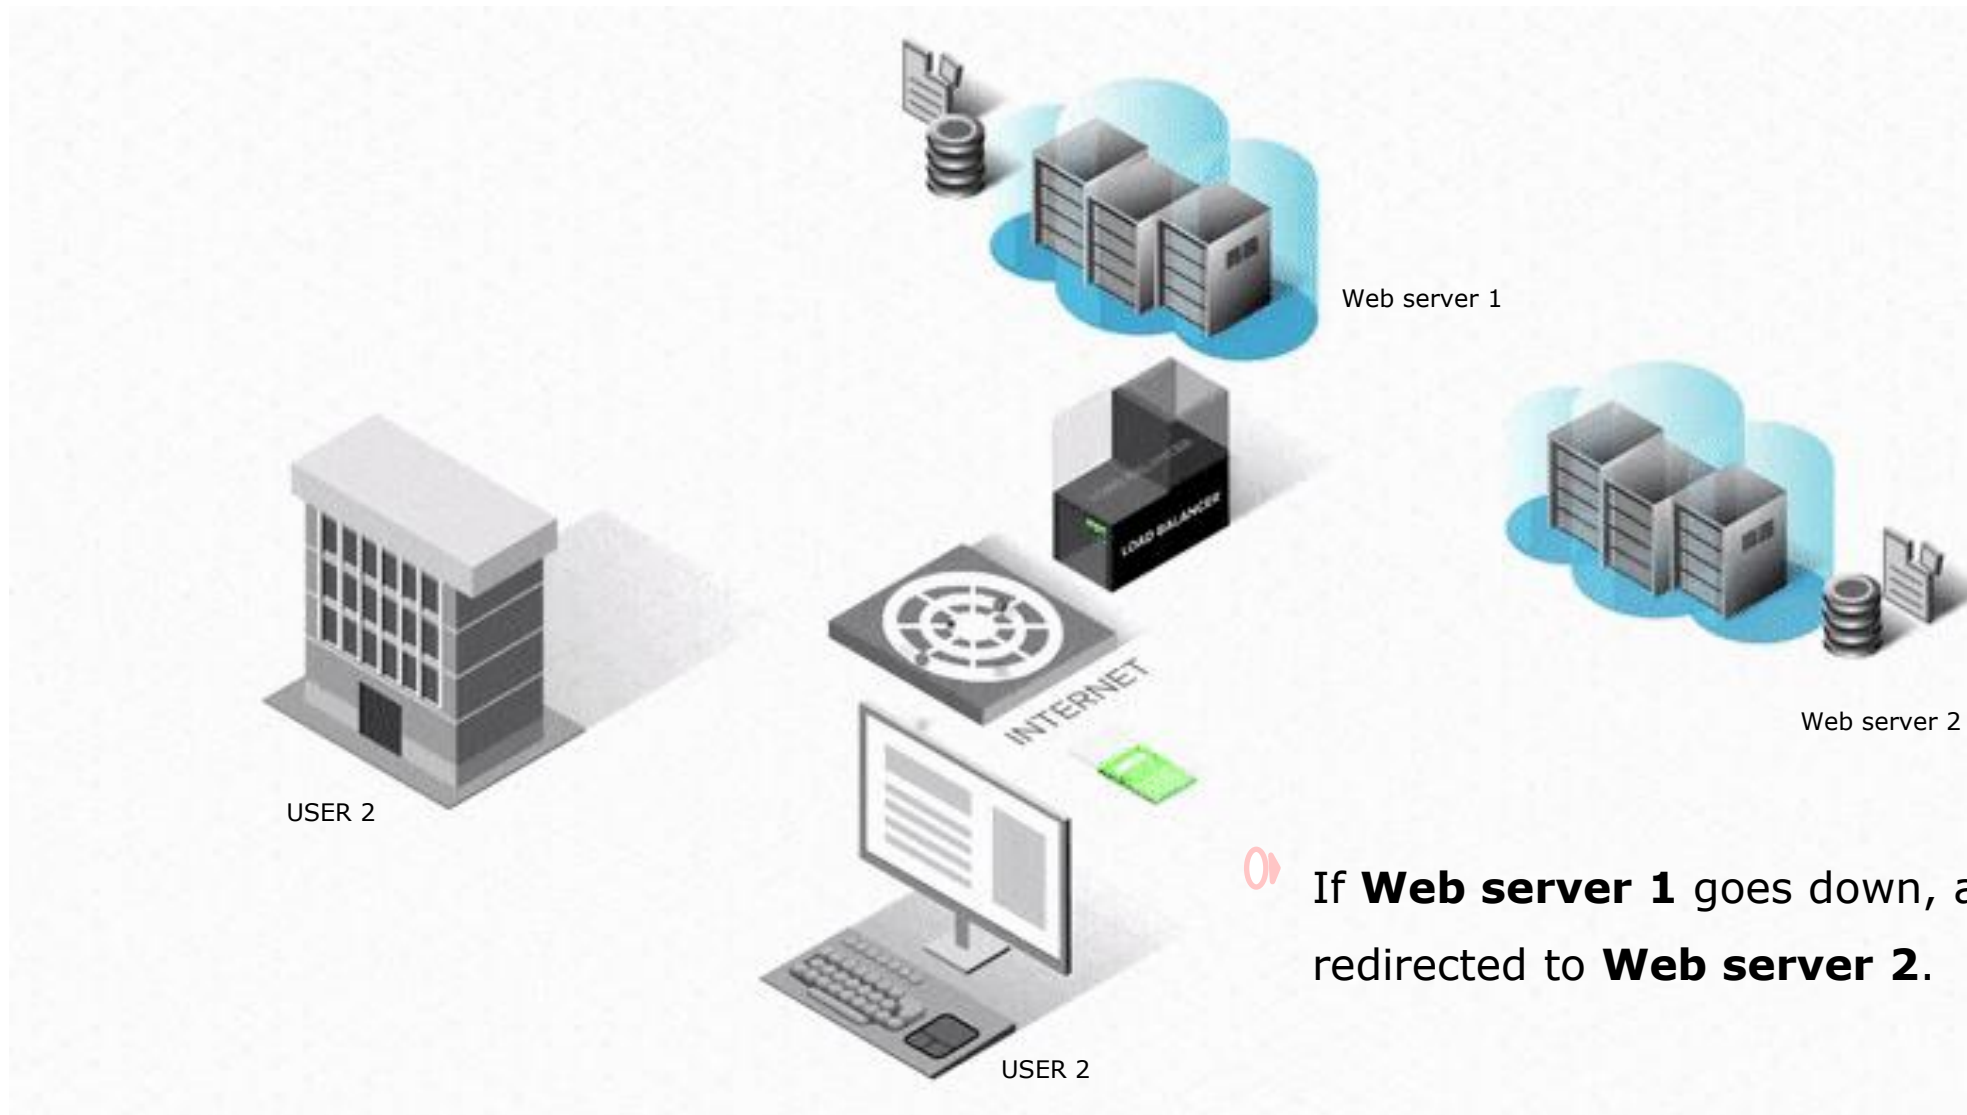 Web server 1
LOAD BALANCER
INTERNET
Web server 2
USER 2
USER 2
If Web server 1 goes down, a
redirected to Web server 2.